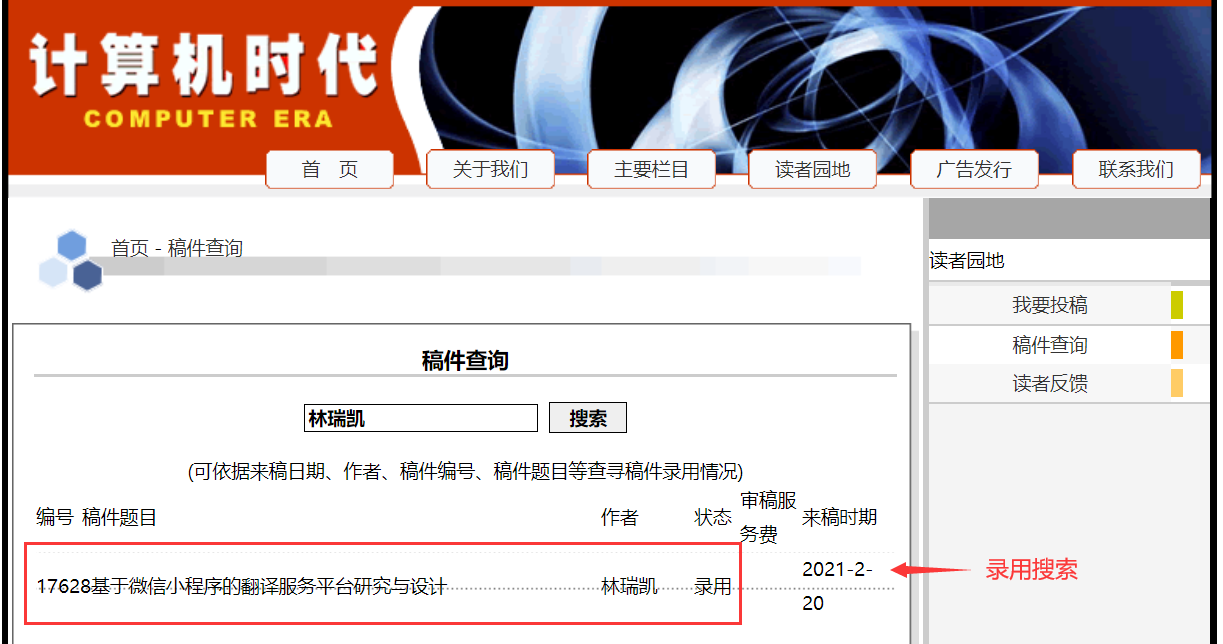 计算机时代
COMPUTER ERA
首 页
关于我们
主要栏目
读者园地
广告发行
联系我们
首页 - 稿件查询
读者园地
我要投稿
稿件查询
读者反馈
稿件查询
林瑞凯
搜索
(可依据来稿日期、作者、稿件编号、稿件题目等查寻稿件录用情况)
编号 稿件题目 作者 状态 审稿服务费 来稿时期
17628基于微信小程序的翻译服务平台研究与设计 林瑞凯 录用 2021-2-20
录用搜索